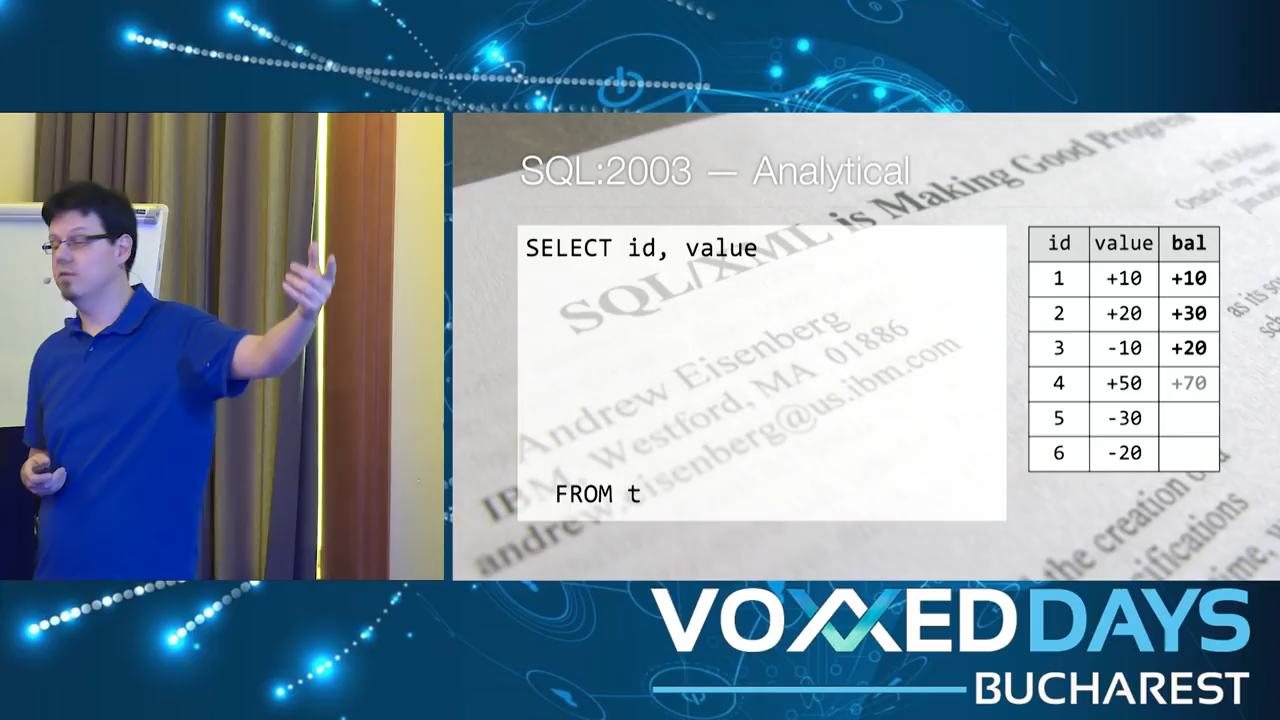 SQL:2003 — Analytical
SQL/XML is Making Good Progress
Andrew Eisenberg
IBM, Westford, MA 01886
andrew.eisenberg@us.ibm.com
SELECT id, value
FROM t
id value bal
1 +10 +10
2 +20 +30
3 -10 +20
4 +50 +70
5 -30
6 -20
the creation
VOXXED DAYS
BUCHAREST